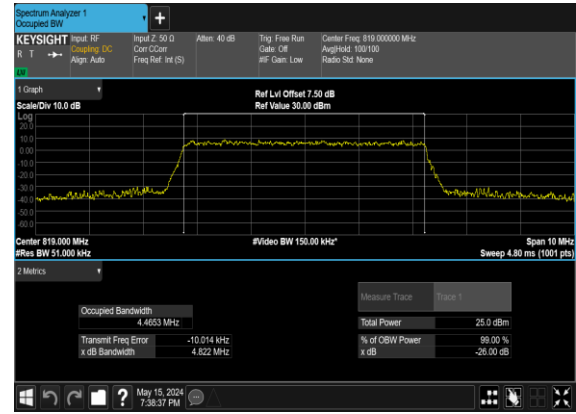 Spectrum Analyzer 1
Occupied BW
+
KEYSIGHT Input: RF Input Z: 50 Ω Atten: 40 dB Trig: Free Run Center Freq: 819.000000 MHz
R T Coupling: DC Corr CCorr Gate: Off Avg|Hold: 100/100
Align: Auto Freq Ref: Int (S) #IF Gain: Low Radio Std: None
1 Graph
Ref Lvl Offset 7.50 dB
Scale/Div 10.0 dB Ref Value 30.00 dBm
Log
20.0
10.0
0.00
-10.0
-20.0
-30.0
-40.0
-50.0
-60.0
Center 819.000 MHz #Video BW 150.00 kHz* Span 10 MHz
#Res BW 51.000 kHz Sweep 4.80 ms (1001 pts)
2 Metrics
Measure Trace Trace 1
Occupied Bandwidth
4.4653 MHz Total Power 25.0 dBm
Transmit Freq Error -10.014 kHz % of OBW Power 99.00 %
x dB Bandwidth 4.822 MHz x dB -26.00 dB
? May 15, 2024
7:38:37 PM